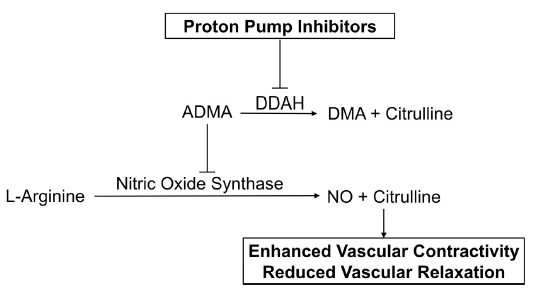 Proton Pump Inhibitors
DDAH
ADMA
DMA + Citrulline
Nitric Oxide Synthase
L-Arginine
NO + Citrulline
Enhanced Vascular Contractivity
Reduced Vascular Relaxation